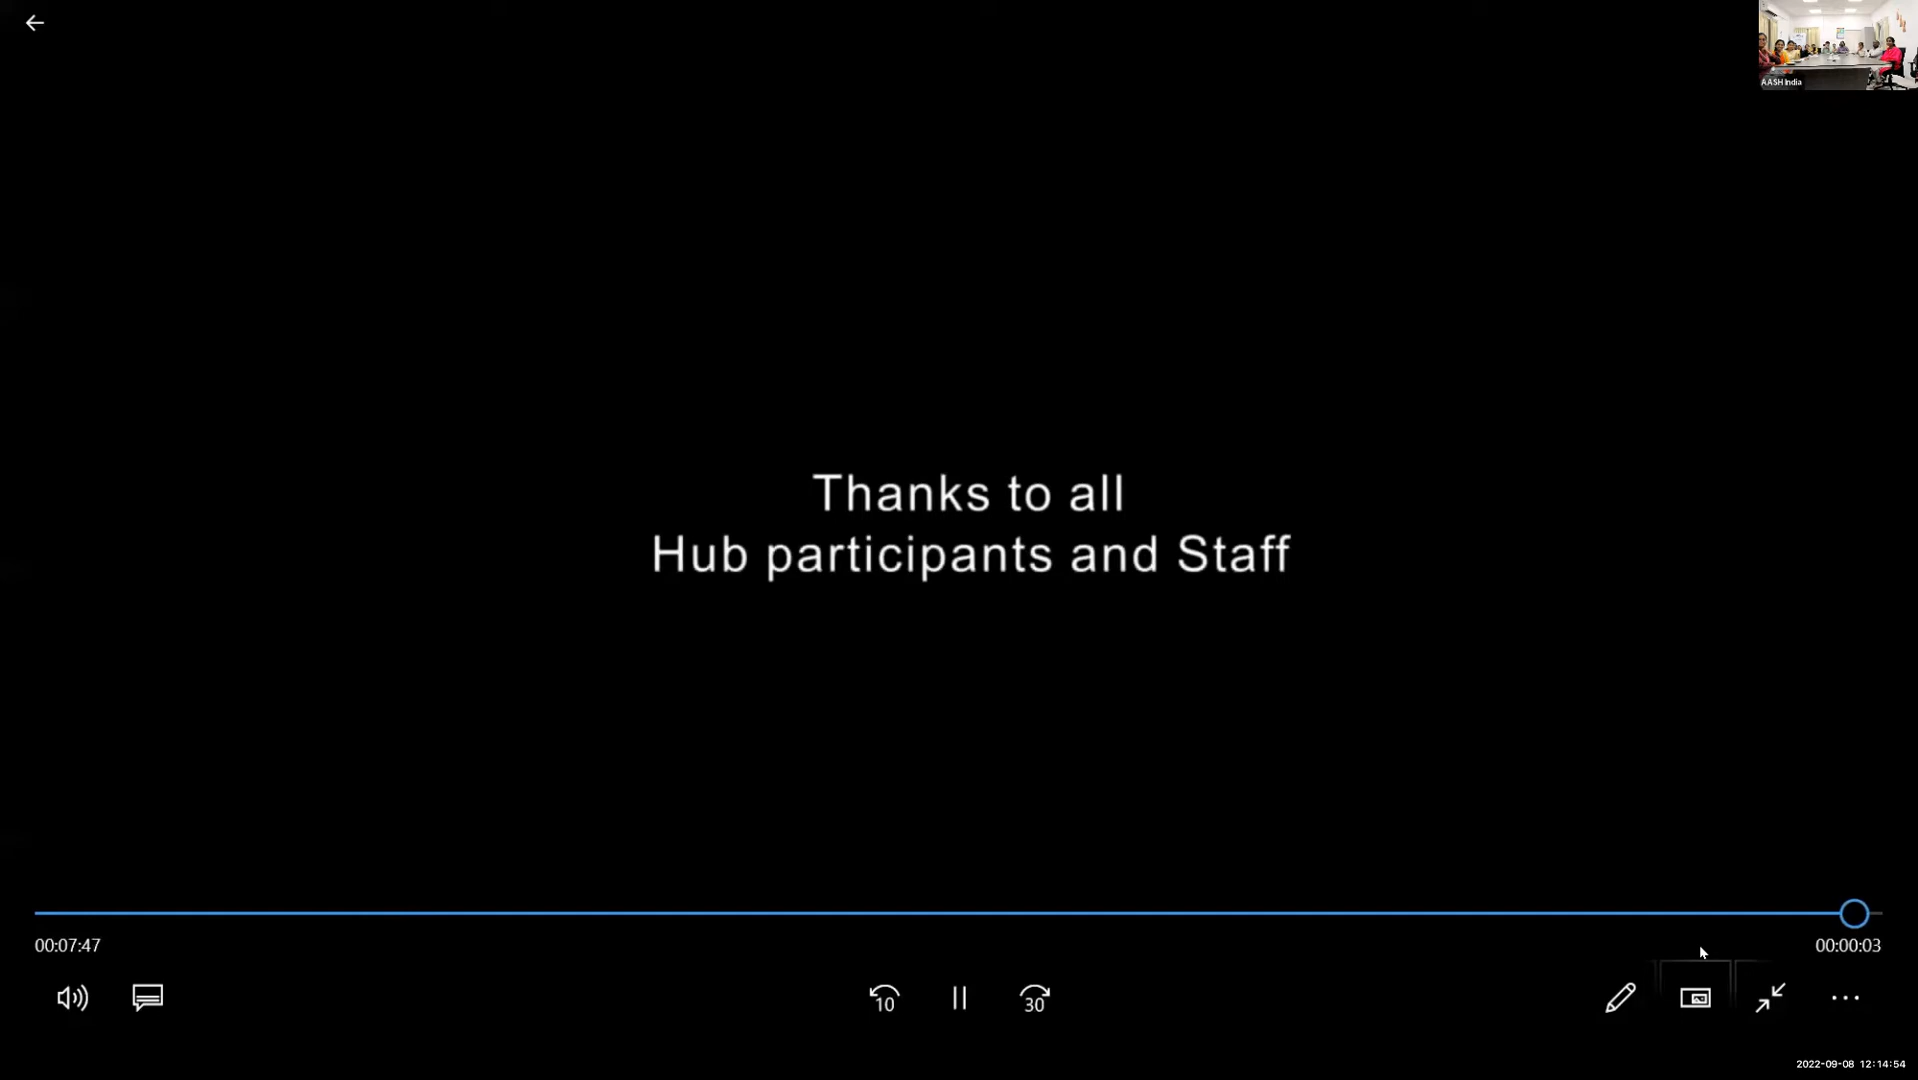 AASH India
Thanks to all
Hub participants and Staff
00:07:47
00:00:03
10
30
2022-09-08 12:14:54